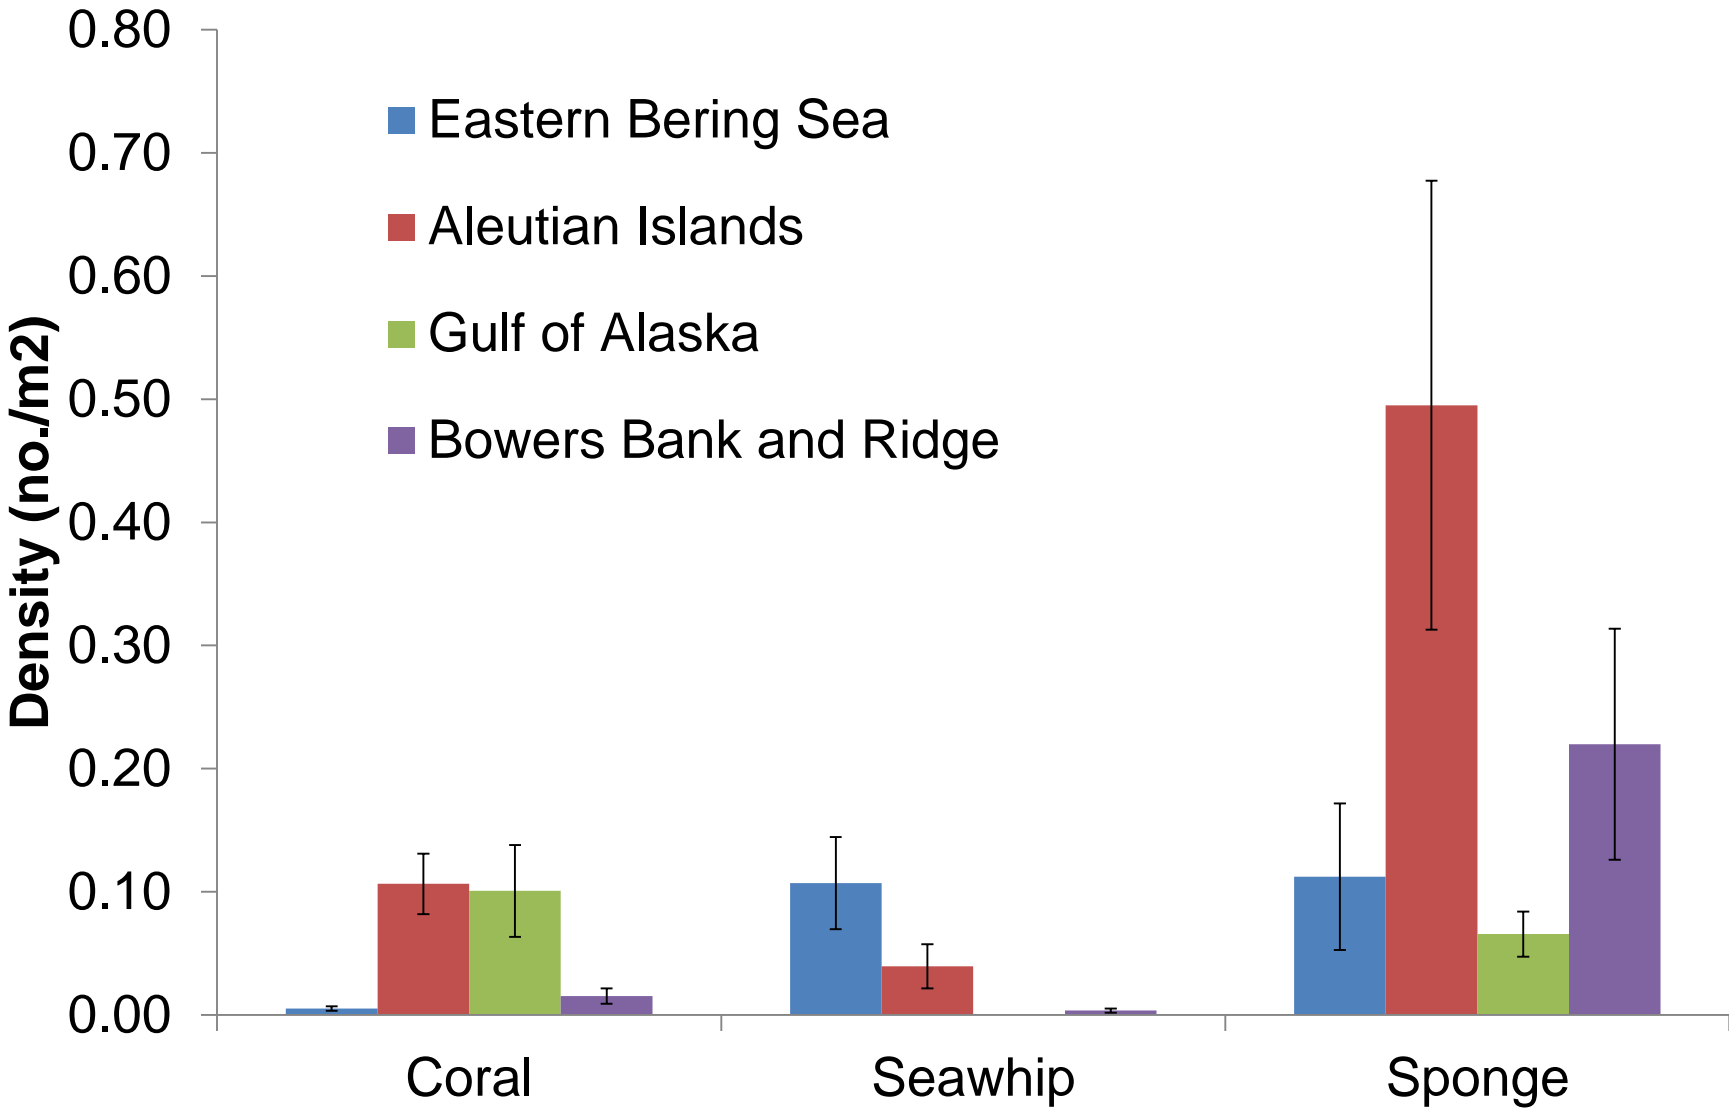 0.80
0.70
0.60
0.50
0.40
0.30
0.20
0.10
0.00
Density (no./m2)
Eastern Bering Sea
Aleutian Islands
Gulf of Alaska
Bowers Bank and Ridge
Coral Seawhip Sponge